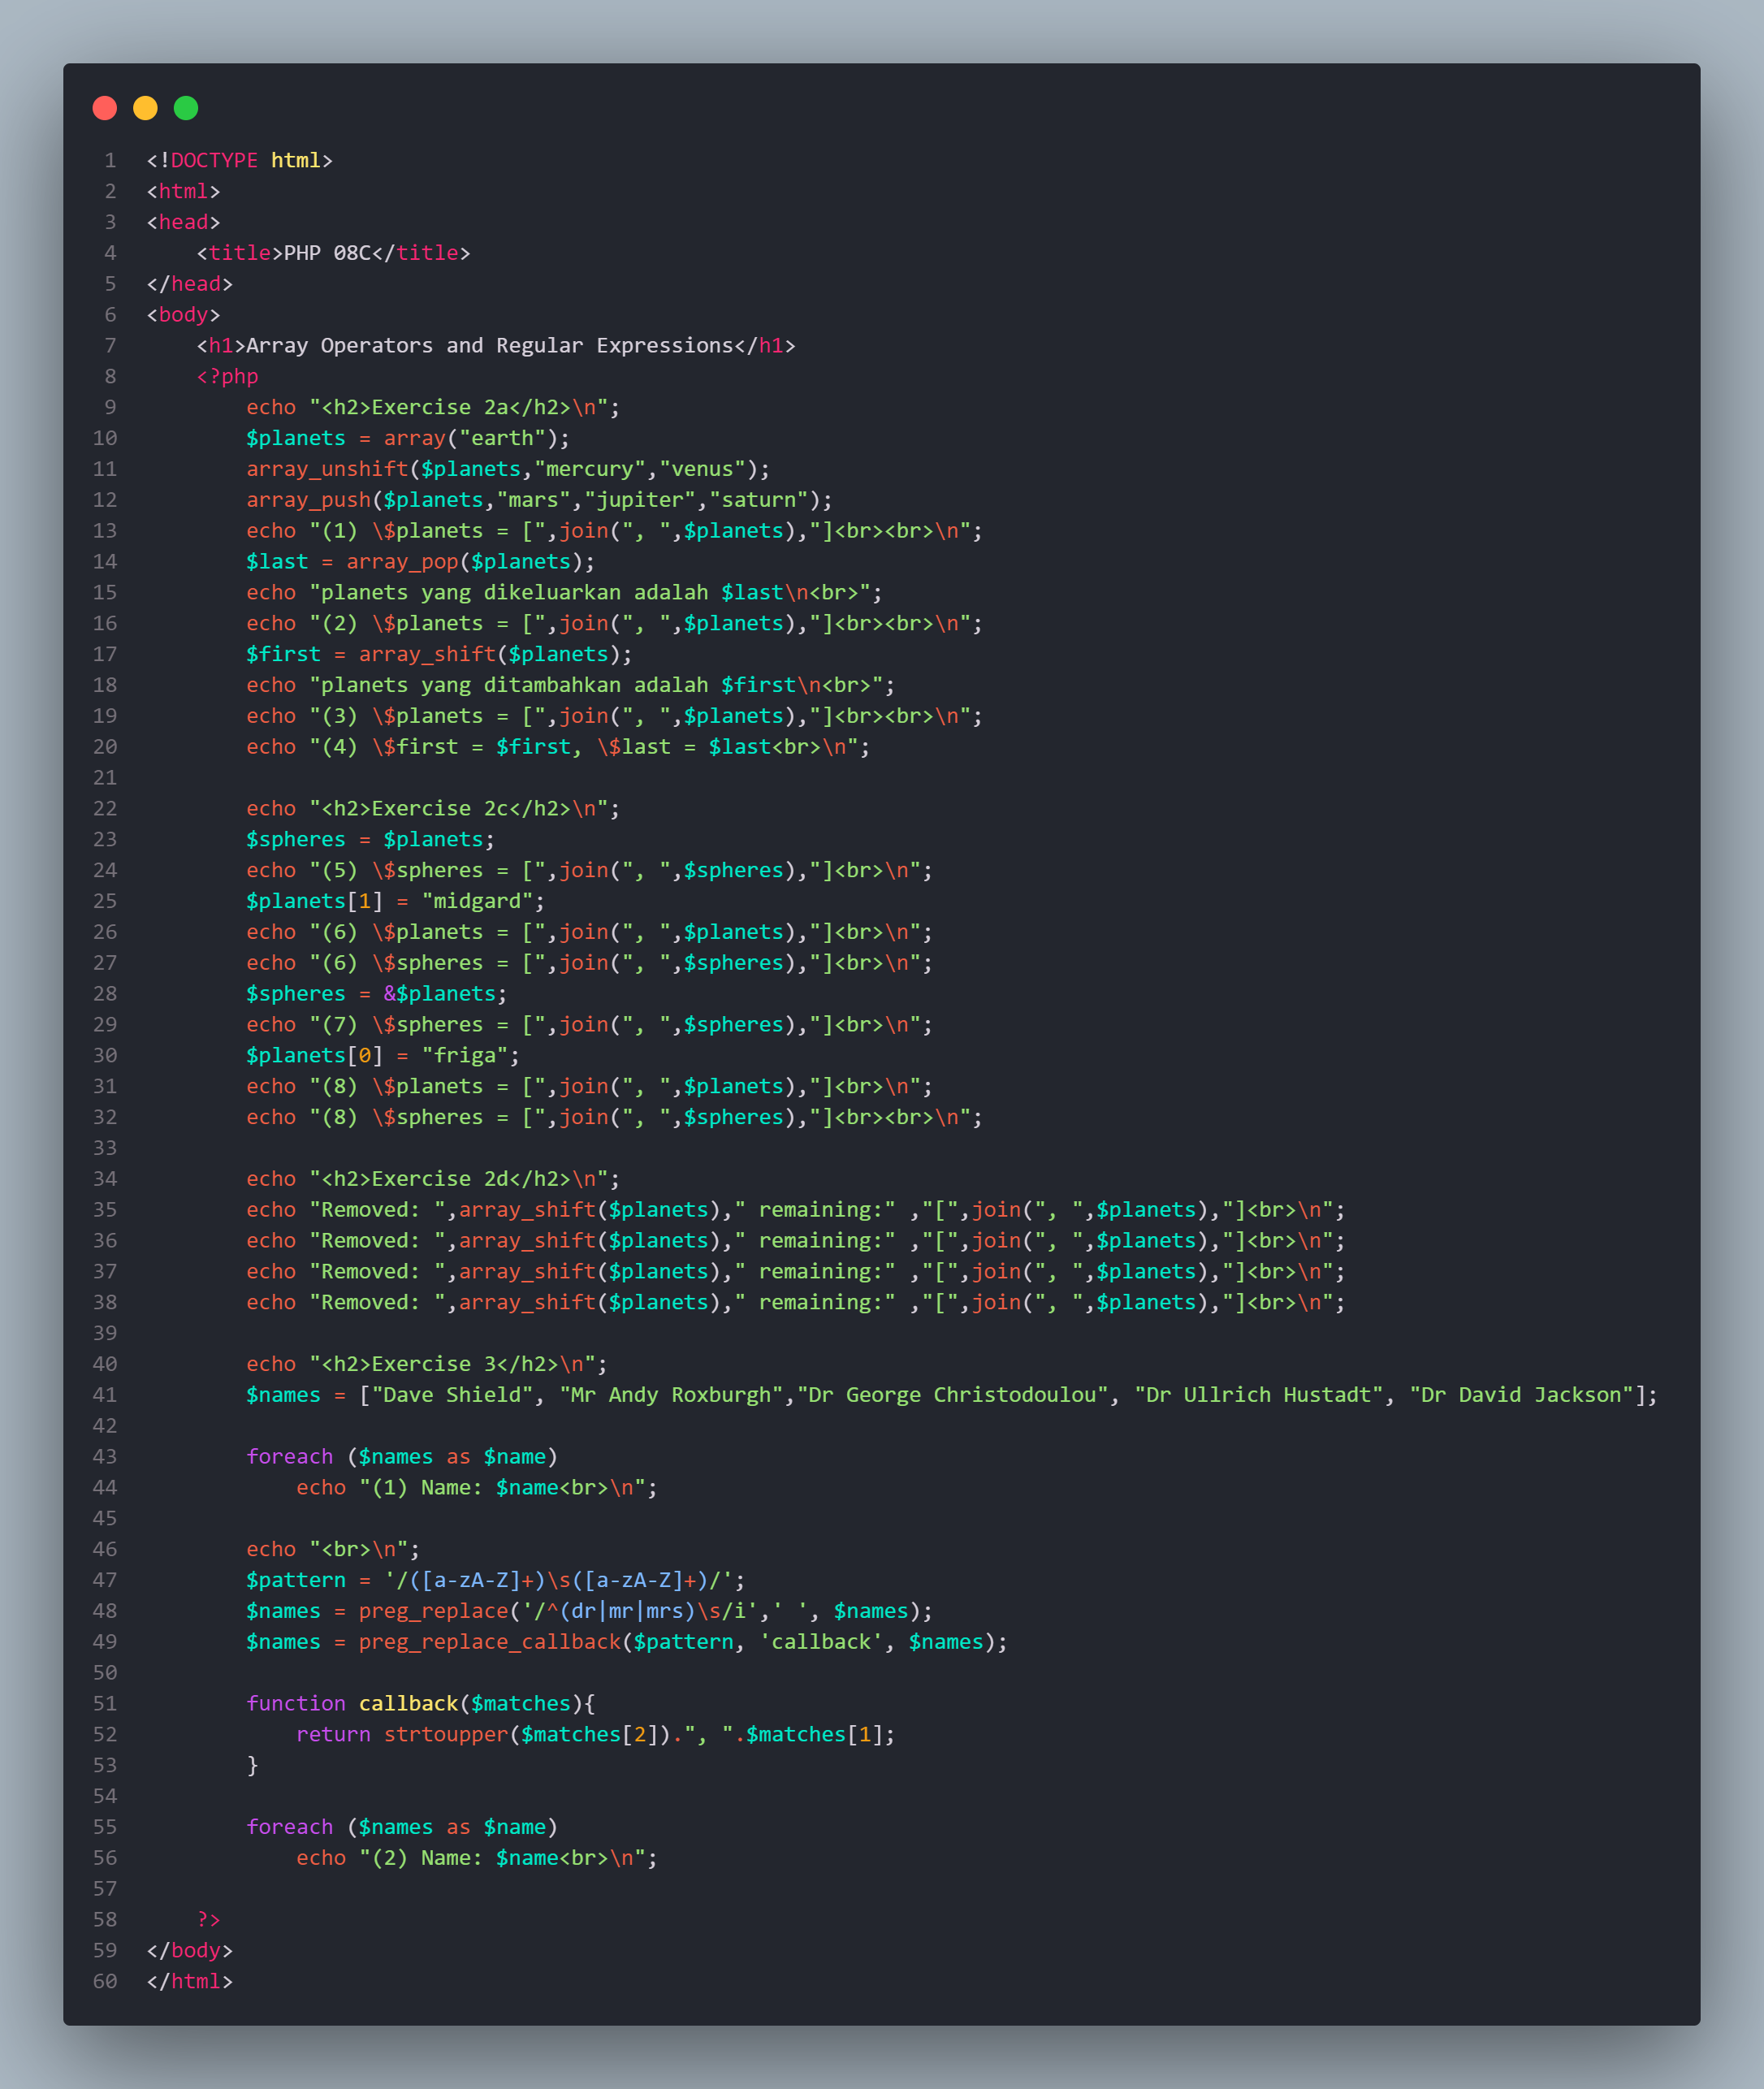 1 <!DOCTYPE html>
2 <html>
3 <head>
4     <title>PHP 08C</title>
5 </head>
6 <body>
7     <h1>Array Operators and Regular Expressions</h1>
8     <?php
9         echo "<h2>Exercise 2a</h2>\n";
10         $planets = array("earth");
11         array_unshift($planets,"mercury","venus");
12         array_push($planets,"mars","jupiter","saturn");
13         echo "(1) \$planets = [",join(", ",$planets),"]<br><br>\n";
14         $last = array_pop($planets);
15         echo "planets yang dikeluarkan adalah $last\n<br>";
16         echo "(2) \$planets = [",join(", ",$planets),"]<br><br>\n";
17         $first = array_shift($planets);
18         echo "planets yang ditambahkan adalah $first\n<br>";
19         echo "(3) \$planets = [",join(", ",$planets),"]<br><br>\n";
20         echo "(4) \$first = $first, \$last = $last<br>\n";
21
22         echo "<h2>Exercise 2c</h2>\n";
23         $spheres = $planets;
24         echo "(5) \$spheres = [",join(", ",$spheres),"]<br>\n";
25         $planets[1] = "midgard";
26         echo "(6) \$planets = [",join(", ",$planets),"]<br>\n";
27         echo "(6) \$spheres = [",join(", ",$spheres),"]<br>\n";
28         $spheres = &$planets;
29         echo "(7) \$spheres = [",join(", ",$spheres),"]<br>\n";
30         $planets[0] = "friga";
31         echo "(8) \$planets = [",join(", ",$planets),"]<br>\n";
32         echo "(8) \$spheres = [",join(", ",$spheres),"]<br><br>\n";
33
34         echo "<h2>Exercise 2d</h2>\n";
35         echo "Removed: ",array_shift($planets)," remaining:" ,"[",join(", ",$planets),"]<br>\n";
36         echo "Removed: ",array_shift($planets)," remaining:" ,"[",join(", ",$planets),"]<br>\n";
37         echo "Removed: ",array_shift($planets)," remaining:" ,"[",join(", ",$planets),"]<br>\n";
38         echo "Removed: ",array_shift($planets)," remaining:" ,"[",join(", ",$planets),"]<br>\n";
39
40         echo "<h2>Exercise 3</h2>\n";
41         $names = ["Dave Shield", "Mr Andy Roxburgh","Dr George Christodoulou", "Dr Ullrich Hustadt", "Dr David Jackson"];
42
43         foreach ($names as $name)
44             echo "(1) Name: $name<br>\n";
45
46         echo "<br>\n";
47         $pattern = '/([a-zA-Z]+)\s([a-zA-Z]+)/';
48         $names = preg_replace('/^(dr|mr|mrs)\s/i',' ', $names);
49         $names = preg_replace_callback($pattern, 'callback', $names);
50
51         function callback($matches){
52             return strtoupper($matches[2]).", ".$matches[1];
53         }
54
55         foreach ($names as $name)
56             echo "(2) Name: $name<br>\n";
57
58     ?>
59 </body>
60 </html>